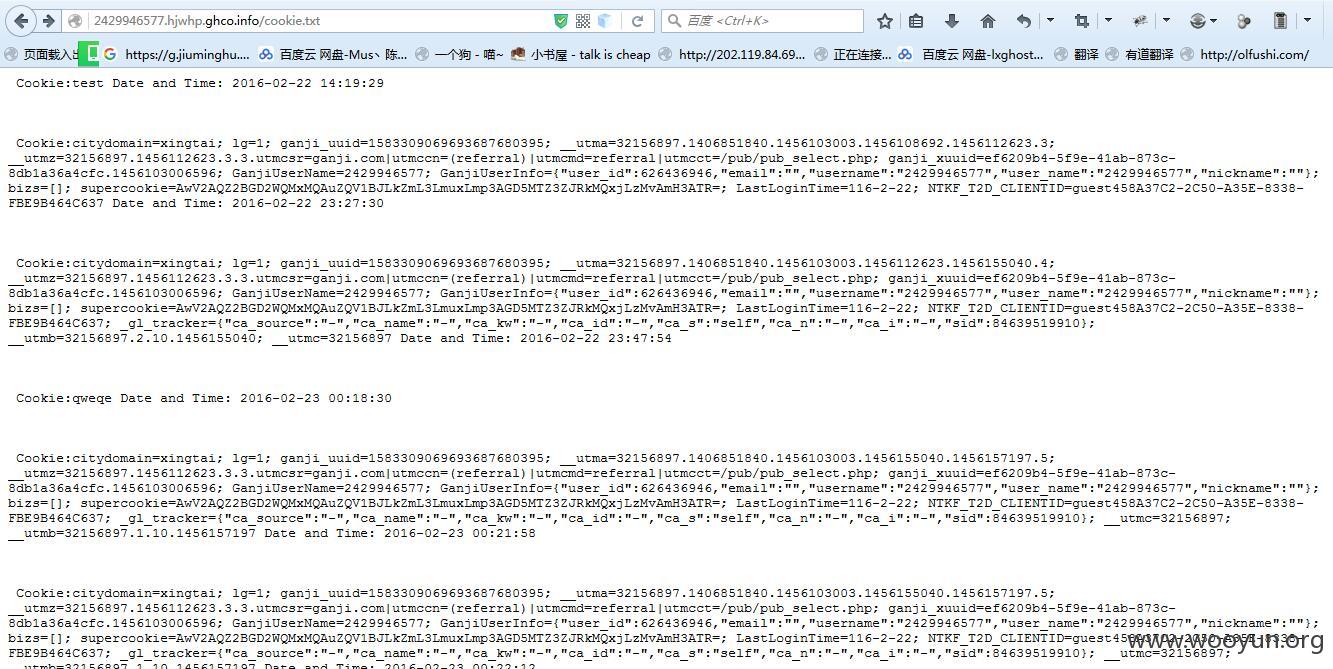 2429946577.hjwhp.ghco.info/cookie.txt
百度 <Ctrl+K>
页面载入出 https://g.jiuminghu.... 百度云 网盘-Mus丶 陈... 一个狗 - 喵~ 小书屋 - talk is cheap http://202.119.84.69... 正在连接... 百度云 网盘-lxghost... 翻译 有道翻译 http://olfushi.com/
Cookie:test Date and Time: 2016-02-22 14:19:29
Cookie:citydomain=xingtai; lg=1; ganji_uuid=1583309069693687680395; __utma=32156897.1406851840.1456103003.1456108692.1456112623.3;
__utmz=32156897.1456112623.3.3.utmcsr=ganji.com|utmccn=(referral)|utmcmd=referral|utmcct=/pub/pub_select.php; ganji_xuuid=ef6209b4-5f9e-41ab-873c-
8db1a36a4cfc.1456103006596; GanjiUserName=2429946577; GanjiUserInfo={"user_id":626436946,"email":"","username":"2429946577","user_name":"2429946577","nickname":""};
bizs=[]; supercookie=AwV2AQZ2BGD2WQMxMQAuZQV1BJLkZmL3LmuxLmp3AGD5MTZ3ZJRkMQxjLzMvAmH3ATR=; LastLoginTime=116-2-22; NTKF_T2D_CLIENTID=guest458A37C2-2C50-A35E-8338-
FBE9B464C637 Date and Time: 2016-02-22 23:27:30
Cookie:citydomain=xingtai; lg=1; ganji_uuid=1583309069693687680395; __utma=32156897.1406851840.1456103003.1456112623.1456155040.4;
__utmz=32156897.1456112623.3.3.utmcsr=ganji.com|utmccn=(referral)|utmcmd=referral|utmcct=/pub/pub_select.php; ganji_xuuid=ef6209b4-5f9e-41ab-873c-
8db1a36a4cfc.1456103006596; GanjiUserName=2429946577; GanjiUserInfo={"user_id":626436946,"email":"","username":"2429946577","user_name":"2429946577","nickname":""};
bizs=[]; supercookie=AwV2AQZ2BGD2WQMxMQAuZQV1BJLkZmL3LmuxLmp3AGD5MTZ3ZJRkMQxjLzMvAmH3ATR=; LastLoginTime=116-2-22; NTKF_T2D_CLIENTID=guest458A37C2-2C50-A35E-8338-
FBE9B464C637; _gl_tracker={"ca_source":"-","ca_name":"-","ca_kw":"-","ca_id":"-","ca_s":"self","ca_n":"-","ca_i":"-","sid":84639519910};
__utmb=32156897.2.10.1456155040; __utmc=32156897 Date and Time: 2016-02-22 23:47:54
Cookie:qweqe Date and Time: 2016-02-23 00:18:30
Cookie:citydomain=xingtai; lg=1; ganji_uuid=1583309069693687680395; __utma=32156897.1406851840.1456103003.1456155040.1456157197.5;
__utmz=32156897.1456112623.3.3.utmcsr=ganji.com|utmccn=(referral)|utmcmd=referral|utmcct=/pub/pub_select.php; ganji_xuuid=ef6209b4-5f9e-41ab-873c-
8db1a36a4cfc.1456103006596; GanjiUserName=2429946577; GanjiUserInfo={"user_id":626436946,"email":"","username":"2429946577","user_name":"2429946577","nickname":""};
bizs=[]; supercookie=AwV2AQZ2BGD2WQMxMQAuZQV1BJLkZmL3LmuxLmp3AGD5MTZ3ZJRkMQxjLzMvAmH3ATR=; LastLoginTime=116-2-22; NTKF_T2D_CLIENTID=guest458A37C2-2C50-A35E-8338-
FBE9B464C637; _gl_tracker={"ca_source":"-","ca_name":"-","ca_kw":"-","ca_id":"-","ca_s":"self","ca_n":"-","ca_i":"-","sid":84639519910}; __utmc=32156897;
__utmb=32156897.1.10.1456157197 Date and Time: 2016-02-23 00:21:58
Cookie:citydomain=xingtai; lg=1; ganji_uuid=1583309069693687680395; __utma=32156897.1406851840.1456103003.1456155040.1456157197.5;
__utmz=32156897.1456112623.3.3.utmcsr=ganji.com|utmccn=(referral)|utmcmd=referral|utmcct=/pub/pub_select.php; ganji_xuuid=ef6209b4-5f9e-41ab-873c-
8db1a36a4cfc.1456103006596; GanjiUserName=2429946577; GanjiUserInfo={"user_id":626436946,"email":"","username":"2429946577","user_name":"2429946577","nickname":""};
bizs=[]; supercookie=AwV2AQZ2BGD2WQMxMQAuZQV1BJLkZmL3LmuxLmp3AGD5MTZ3ZJRkMQxjLzMvAmH3ATR=; LastLoginTime=116-2-22; NTKF_T2D_CLIENTID=guest458A37C2-2C50-A35E-8338-
www.wooyun.org
FBE9B464C637; _gl_tracker={"ca_source":"-","ca_name":"-","ca_kw":"-","ca_id":"-","ca_s":"self","ca_n":"-","ca_i":"-","sid":84639519910}; __utmc=32156897;
__utmb=32156897.1.10.1456157197 Date and Time: 2016-02-23 00:22:12